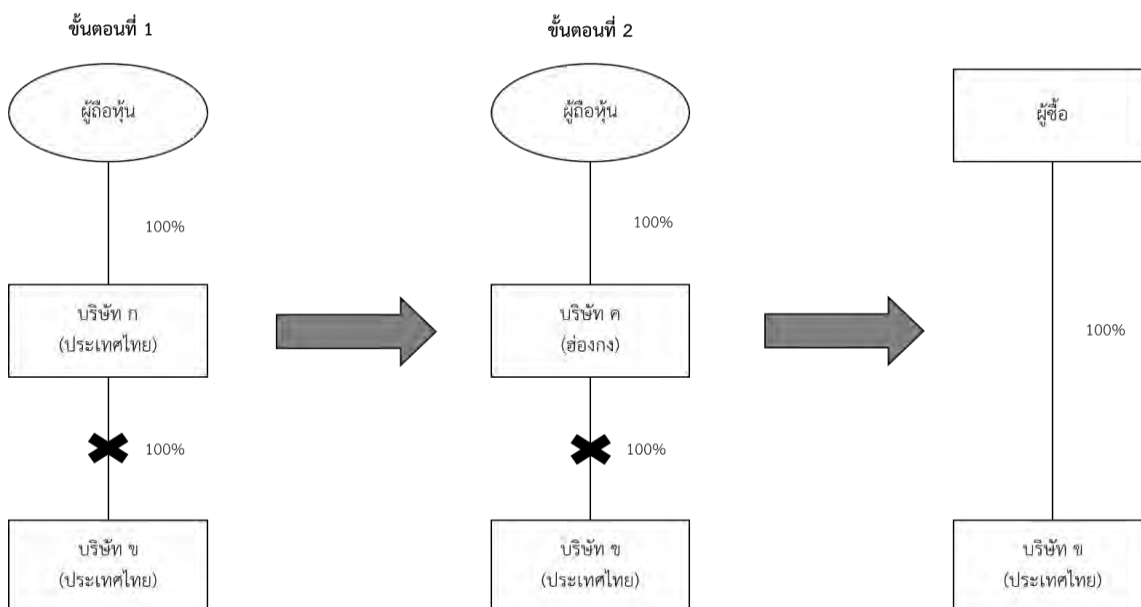 ขั้นตอนที่ 1
ผู้ถือหุ้น
100%
บริษัท ก
(ประเทศไทย)
100%
บริษัท ข
(ประเทศไทย)
ขั้นตอนที่ 2
ผู้ถือหุ้น
100%
บริษัท ค
(ฮ่องกง)
100%
บริษัท ข
(ประเทศไทย)
ผู้ซื้อ
100%
บริษัท ข
(ประเทศไทย)